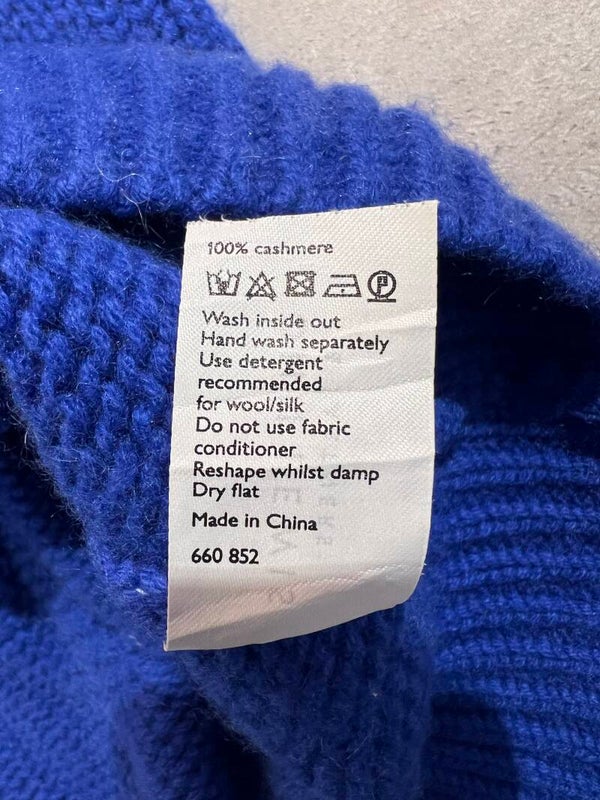 100% cashmere
P
Wash inside out
Hand wash separately
Use detergent
recommended
for wool/silk
Do not use fabric
conditioner
Reshape whilst damp
Dry flat
Made in China
660 852